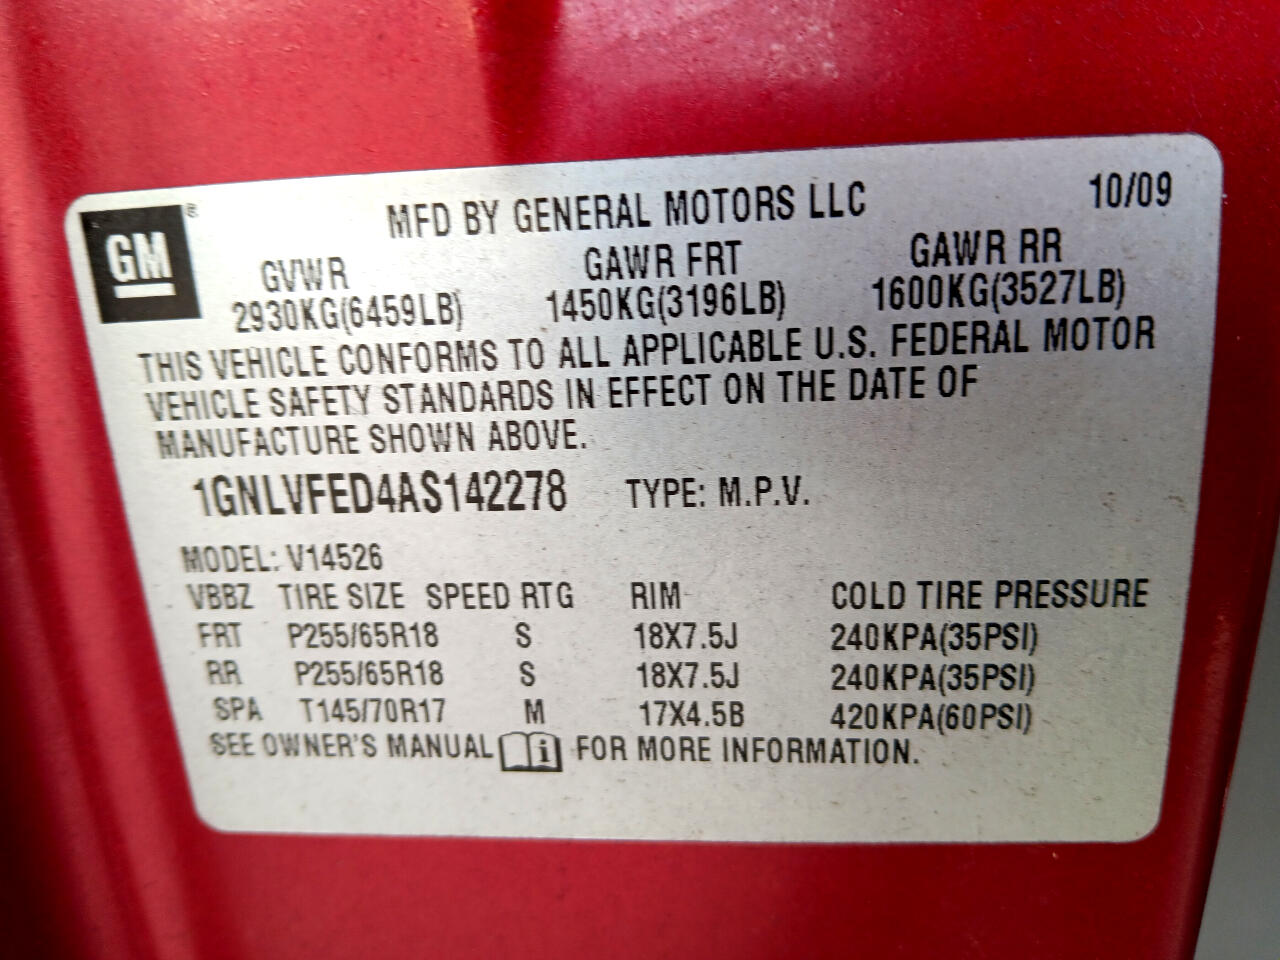 GM®
MFD BY GENERAL MOTORS LLC 10/09
GVWR GAWR FRT GAWR RR
2930KG(6459LB) 1450KG(3196LB) 1600KG(3527LB)
THIS VEHICLE CONFORMS TO ALL APPLICABLE U.S. FEDERAL MOTOR
VEHICLE SAFETY STANDARDS IN EFFECT ON THE DATE OF
MANUFACTURE SHOWN ABOVE.
1GNLVFED4AS142278 TYPE: M.P.V.
MODEL: V14526
VBBZ TIRE SIZE SPEED RTG RIM COLD TIRE PRESSURE
FRT P255/65R18 S 18X7.5J 240KPA(35PSI)
RR P255/65R18 S 18X7.5J 240KPA(35PSI)
SPA T145/70R17 M 17X4.5B 420KPA(60PSI)
SEE OWNER'S MANUAL i FOR MORE INFORMATION.